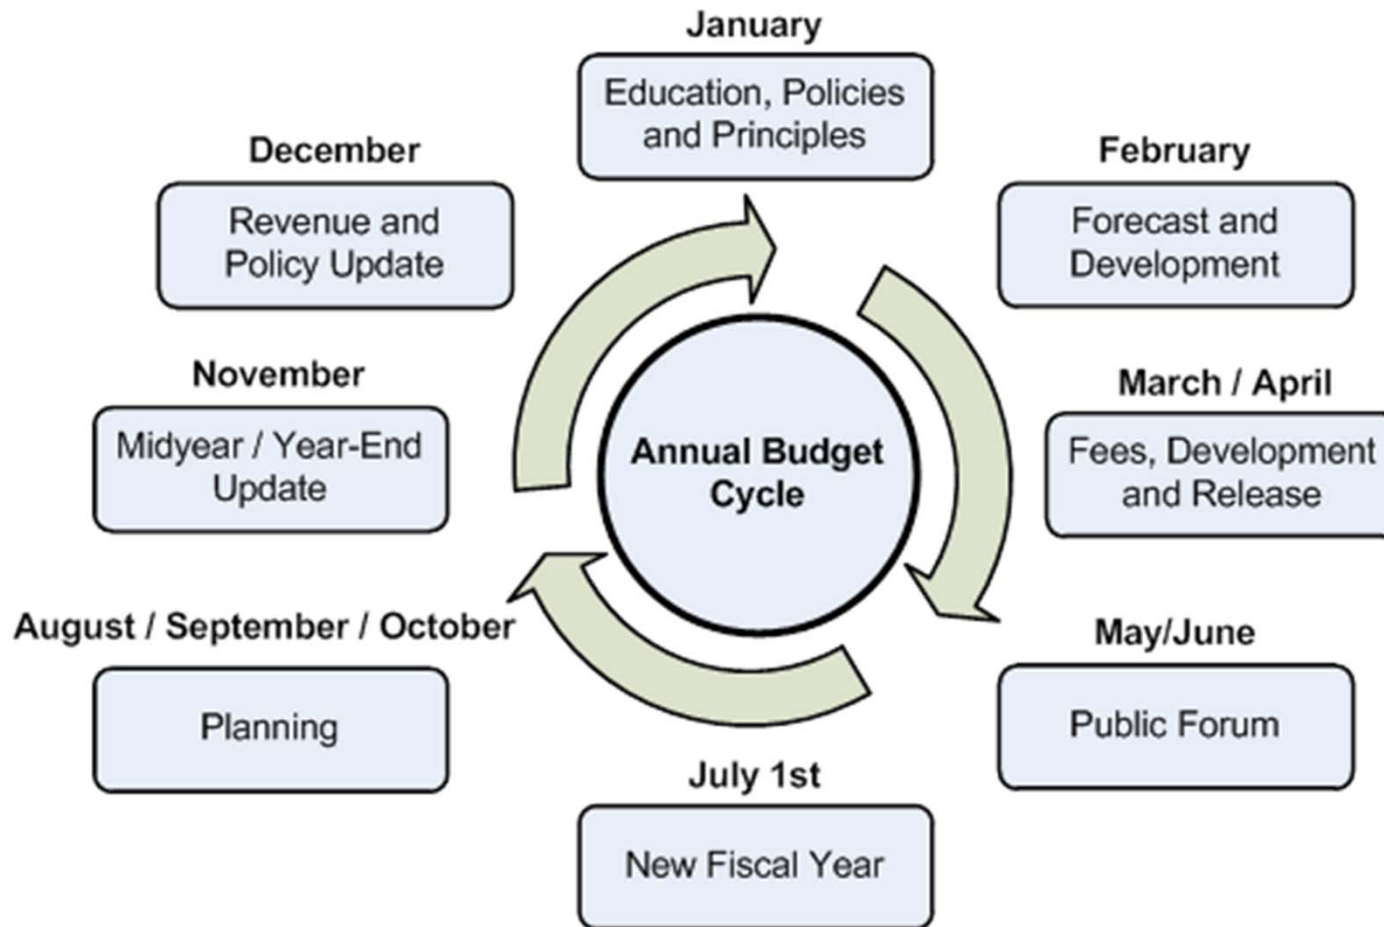 January
Education, Policies
and Principles
February
Forecast and
Development
March / April
Fees, Development
and Release
May/June
Public Forum
July 1st
New Fiscal Year
August / September / October
Planning
November
Midyear / Year-End
Update
December
Revenue and
Policy Update
Annual Budget
Cycle